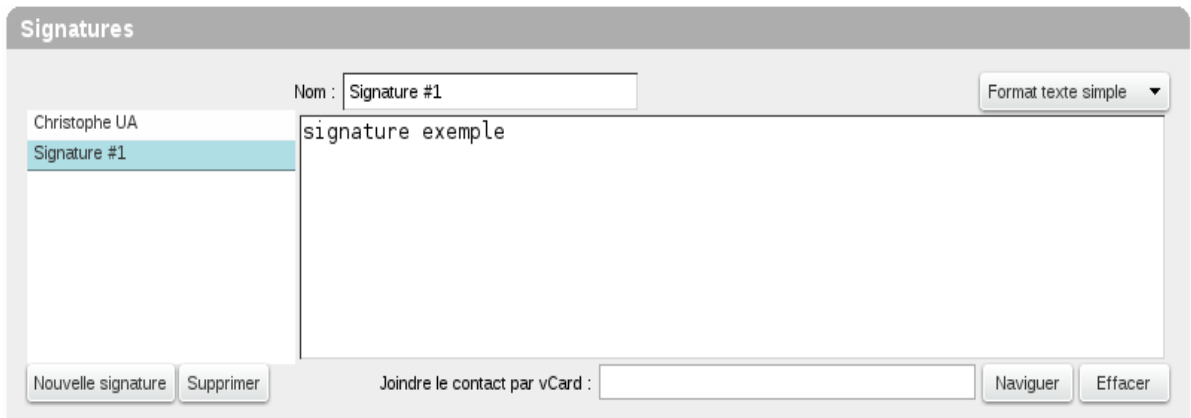 Signatures
Nom : Signature #1 Format texte simple
Christophe UA
Signature #1
signature exemple
Nouvelle signature Supprimer Joindre le contact par vCard : Naviguer Effacer